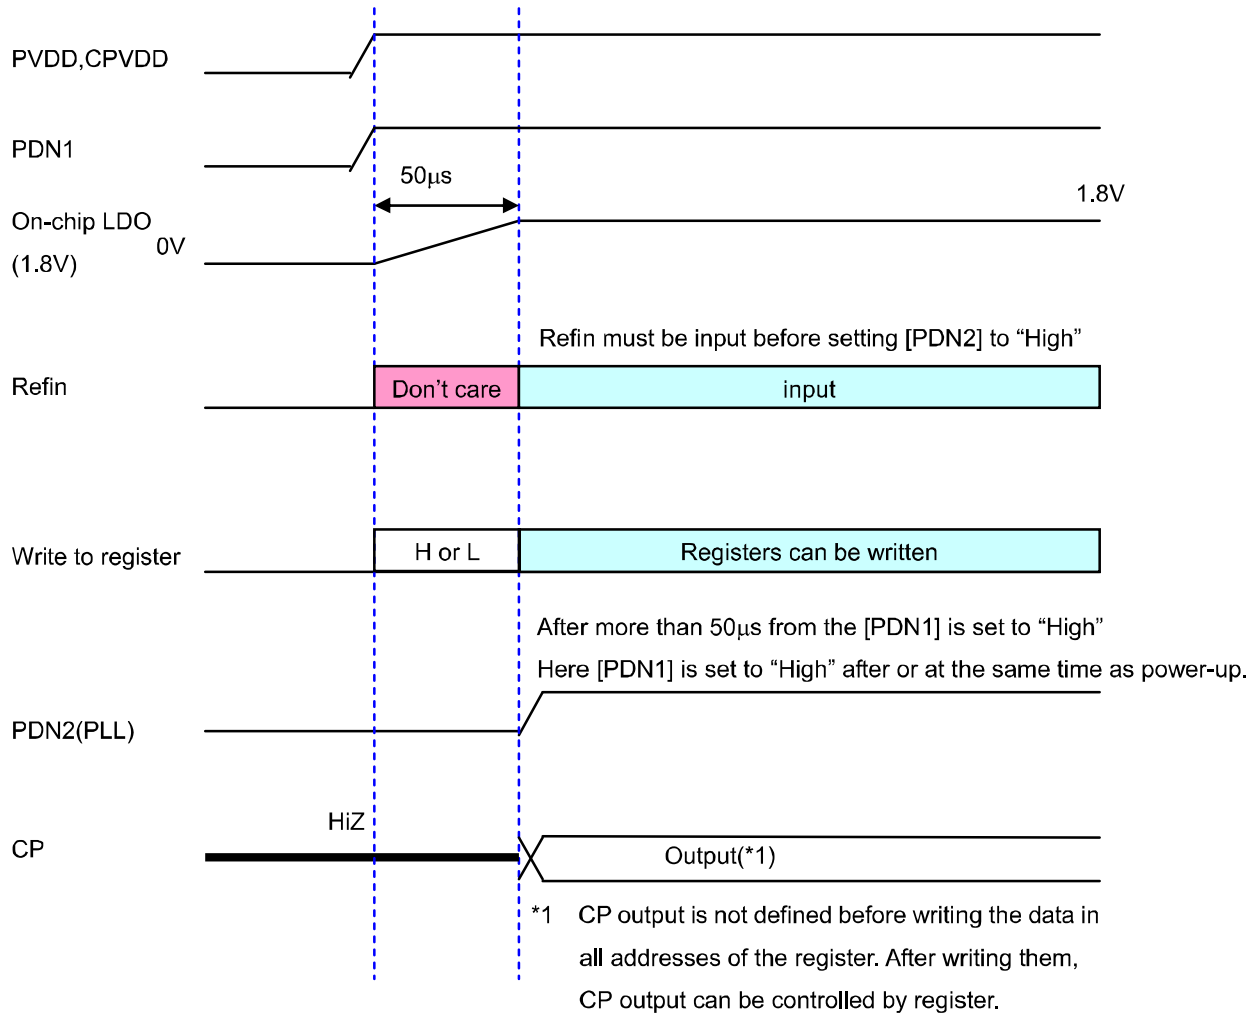 PVDD,CPVDD
PDN1
50μs
1.8V
On-chip LDO
0V
(1.8V)
Refin must be input before setting [PDN2] to “High”
Refin
Don’t care
input
Write to register
H or L
Registers can be written
After more than 50μs from the [PDN1] is set to “High”
Here [PDN1] is set to “High” after or at the same time as power-up.
PDN2(PLL)
HiZ
CP
Output(*1)
*1 CP output is not defined before writing the data in
all addresses of the register. After writing them,
CP output can be controlled by register.